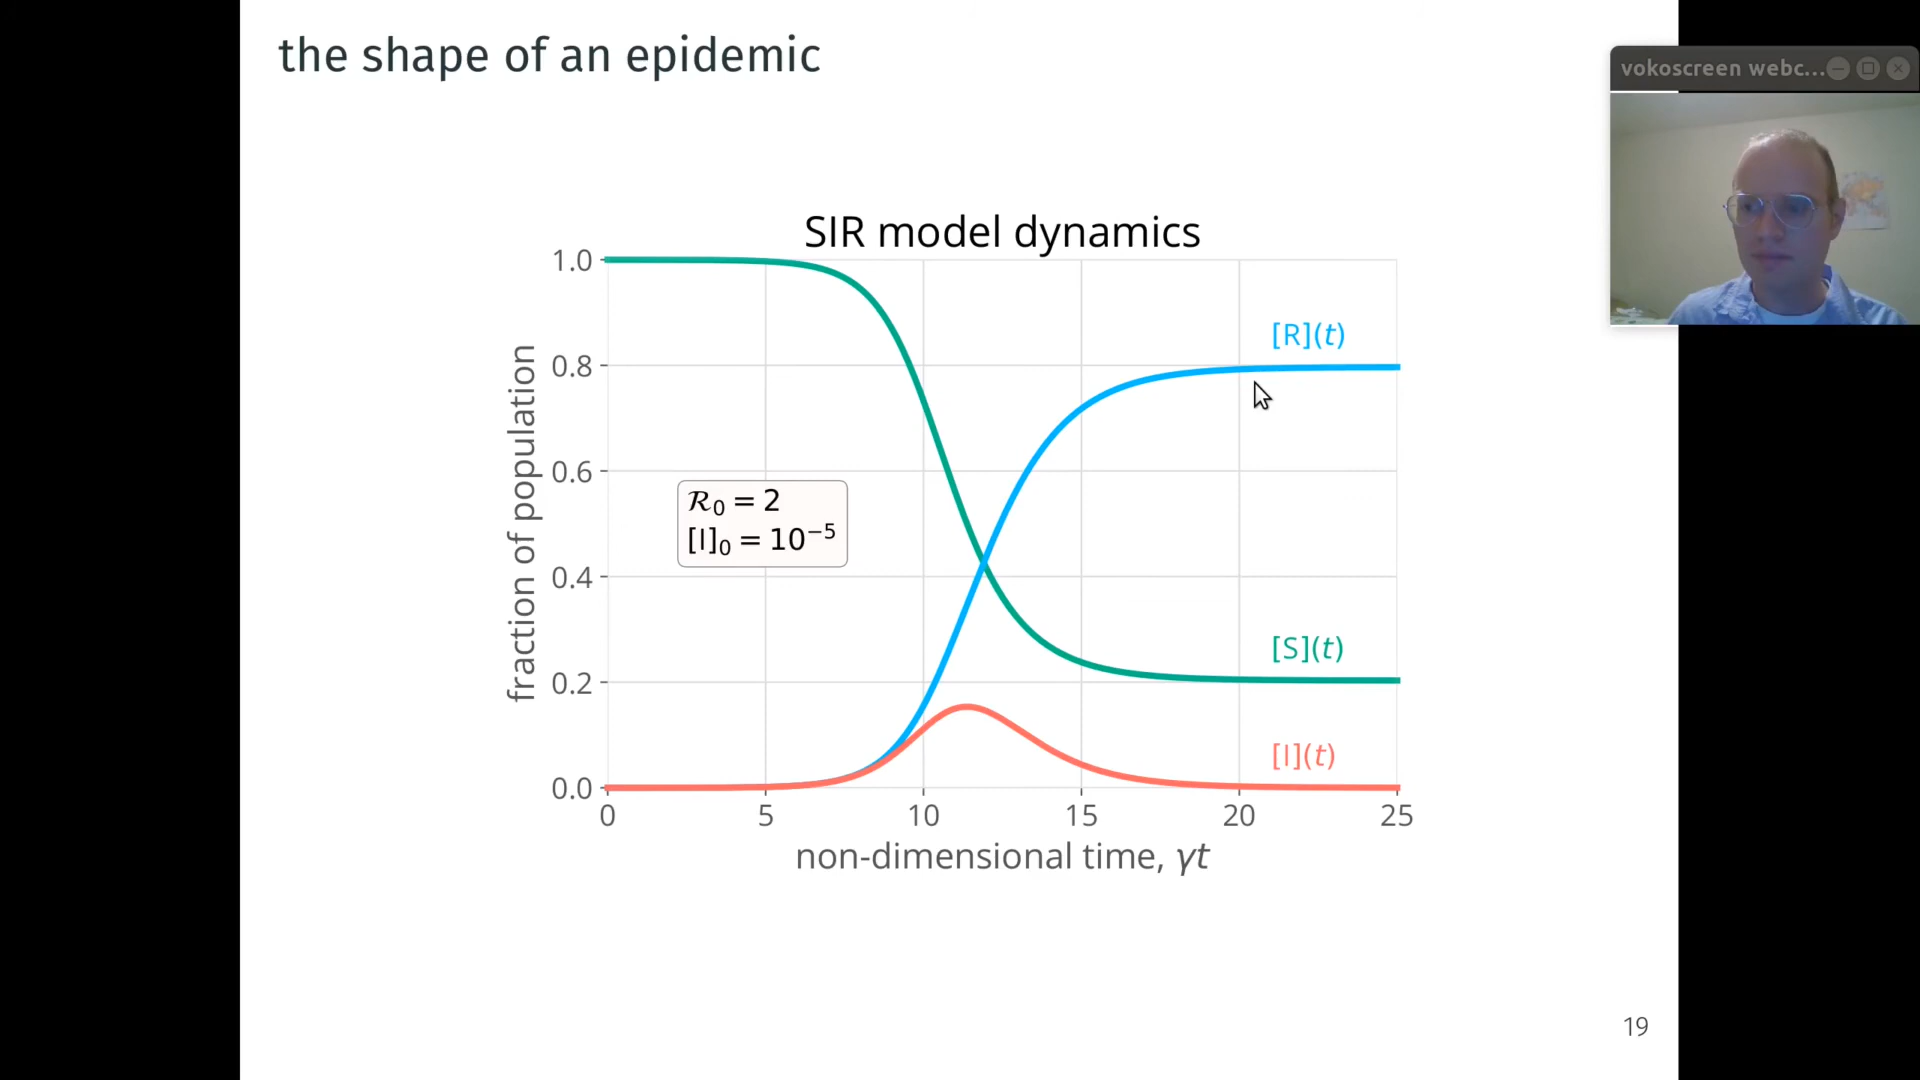 the shape of an epidemic
vokoscreen webc...
SIR model dynamics
1.0
0.8
0.6
0.4
0.2
0.0
fraction of population
[R](t)
ℛ₀ = 2
[I]₀ = 10⁻⁵
[S](t)
[I](t)
0 5 10 15 20 25
non-dimensional time, γt
19